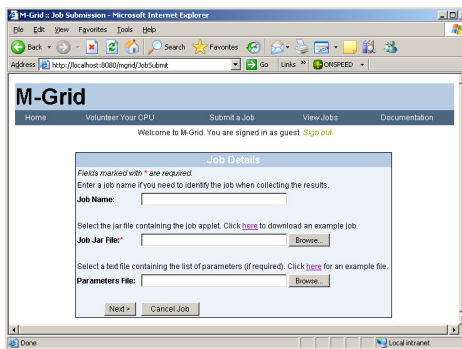 M-Grid :: Job Submission - Microsoft Internet Explorer
File Edit View Favorites Tools Help
Back Search Favorites ONSPEED
Address http://localhost:8080/mgrid/JobSubmit Go Links »
M-Grid
Home Volunteer Your CPU Submit a Job View Jobs Documentation
Welcome to M-Grid. You are signed in as guest. Sign out
Job Details
Fields marked with * are required.
Enter a job name if you need to identify the job when collecting the results.
Job Name:
Select the jar file containing the job applet. Click here to download an example job.
Job Jar File:* Browse...
Select a text file containing the list of parameters (if required). Click here for an example file.
Parameters File: Browse...
Next > Cancel Job
Done Local intranet